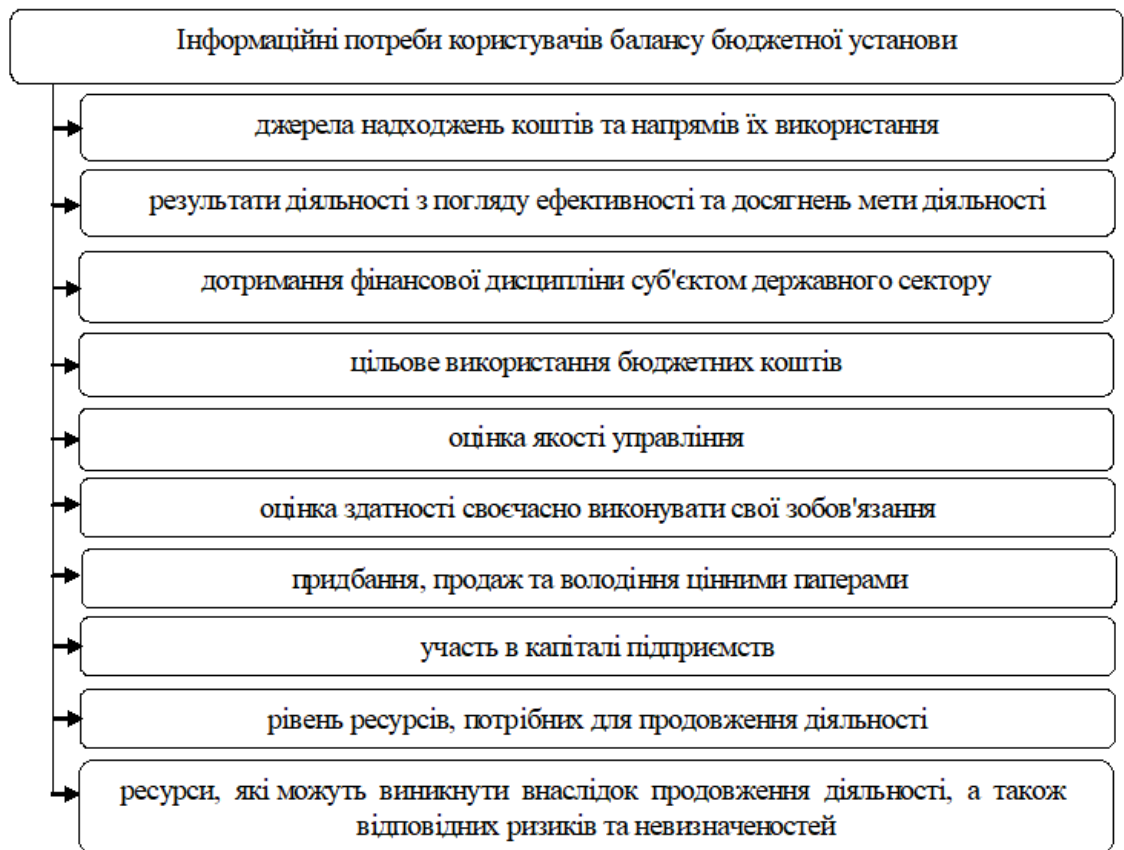 Інформаційні потреби користувачів балансу бюджетної установи
джерела надходжень коштів та напрямів їх використання
результати діяльності з погляду ефективності та досягнень мети діяльності
дотримання фінансової дисципліни суб'єктом державного сектору
цільове використання бюджетних коштів
оцінка якості управління
оцінка здатності своєчасно виконувати свої зобов'язання
придбання, продаж та володіння цінними паперами
участь в капіталі підприємств
рівень ресурсів, потрібних для продовження діяльності
ресурси, які можуть виникнути внаслідок продовження діяльності, а також
відповідних ризиків та невизначеностей